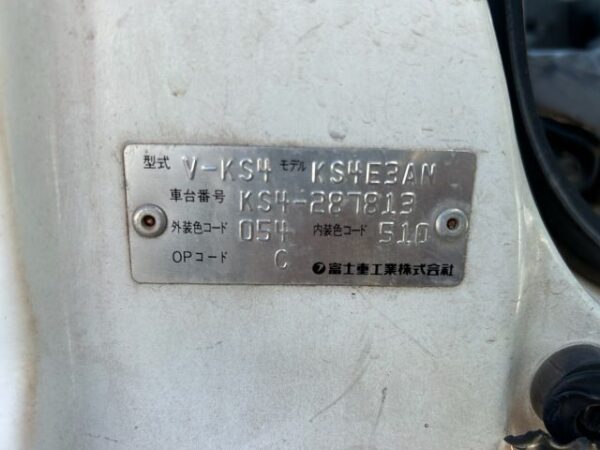 型式 V-KS4 モデル KS4E3AN
車台番号 KS4-287813
外装色コード 054 内装色コード 510
OPコード C 富士重工業株式会社